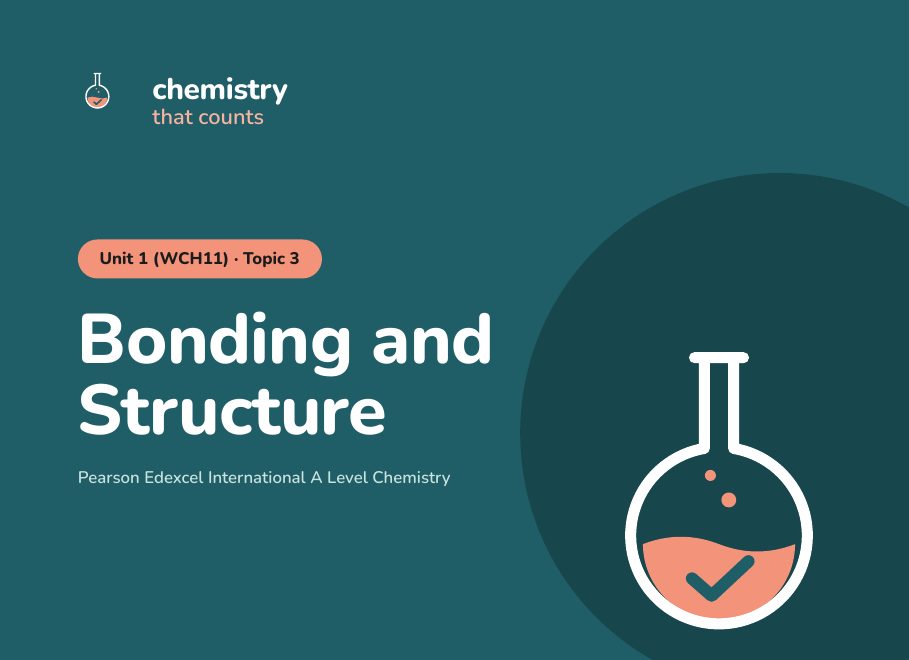 chemistry
that counts
Unit 1 (WCH11) · Topic 3
Bonding and
Structure
Pearson Edexcel International A Level Chemistry